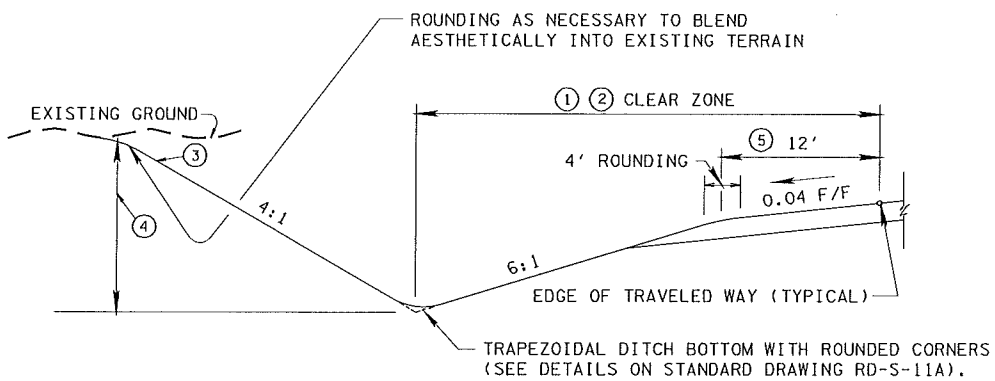 ROUNDING AS NECESSARY TO BLEND
AESTHETICALLY INTO EXISTING TERRAIN
EXISTING GROUND
① ② CLEAR ZONE
③
⑤ 12'
4' ROUNDING
0.04 F/F
④
4:1
6:1
EDGE OF TRAVELED WAY (TYPICAL)
TRAPEZOIDAL DITCH BOTTOM WITH ROUNDED CORNERS
(SEE DETAILS ON STANDARD DRAWING RD-S-11A).